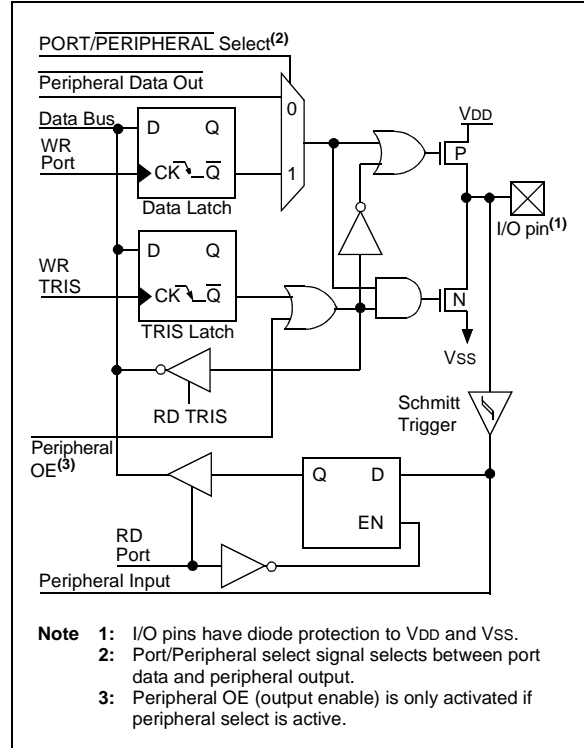 PORT/PERIPHERAL Select(2)
Peripheral Data Out
0
VDD
Data Bus
D Q
P
WR
Port
CK Q
1
Data Latch
I/O pin(1)
D Q
WR
TRIS
CK Q
N
TRIS Latch
VSS
RD TRIS
Schmitt
Trigger
Peripheral
OE(3)
Q D
EN
RD
Port
Peripheral Input
Note 1: I/O pins have diode protection to VDD and VSS.
2: Port/Peripheral select signal selects between port
data and peripheral output.
3: Peripheral OE (output enable) is only activated if
peripheral select is active.